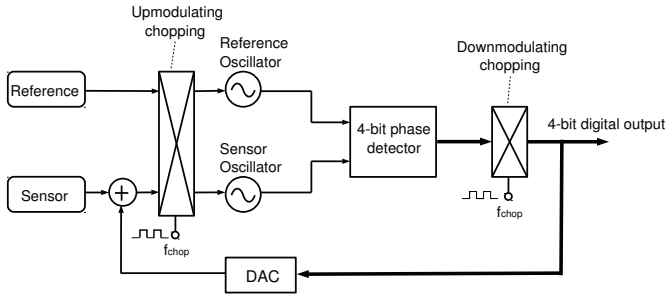 Upmodulating
chopping
Reference
Oscillator
Downmodulating
chopping
Reference
4-bit phase
detector
4-bit digital output
Sensor
Oscillator
Sensor
+
fchop
fchop
DAC